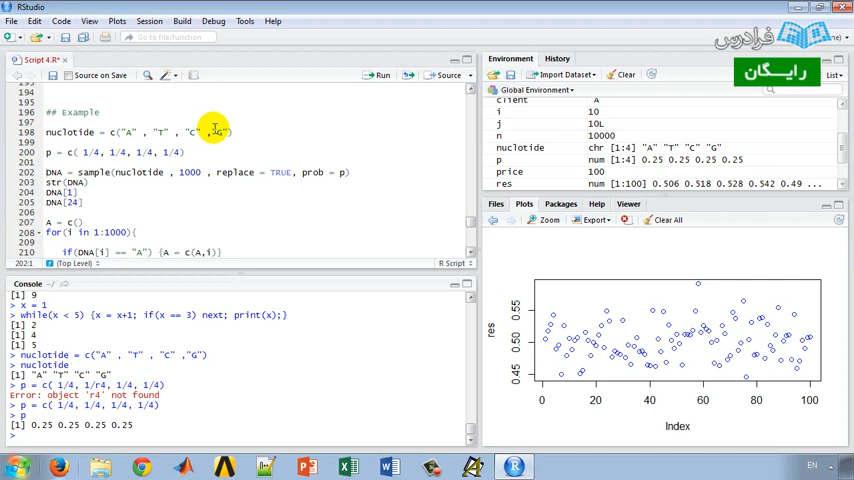 RStudio
File Edit Code View Plots Session Build Debug Tools Help
Go to file/function
فرادرس
رایـــگان
Script 4.R*
Source on Save
Run
Source
193
194
195
196 ## Example
197
198 nuclotide = c("A" , "T" , "C" ,"G")
199
200 p = c( 1/4, 1/4, 1/4, 1/4)
201
202 DNA = sample(nuclotide , 1000 , replace = TRUE, prob = p)
203 str(DNA)
204 DNA[1]
205 DNA[24]
206
207 A = c()
208 for(i in 1:1000){
209
210 if(DNA[i] == "A") {A = c(A,i)}
202:1 (Top Level) R Script
Console ~/
[1] 9
> x = 1
> while(x < 5) {x = x+1; if(x == 3) next; print(x);}
[1] 2
[1] 4
[1] 5
> nuclotide = c("A" , "T" , "C" ,"G")
> nuclotide
[1] "A" "T" "C" "G"
> p = c( 1/4, 1/r4, 1/4, 1/4)
Error: object 'r4' not found
> p = c( 1/4, 1/4, 1/4, 1/4)
> p
[1] 0.25 0.25 0.25 0.25
>
Environment History
Import Dataset Clear List
Global Environment
client A
i 10
j 10L
n 10000
nuclotide chr [1:4] "A" "T" "C" "G"
p num [1:4] 0.25 0.25 0.25 0.25
price 100
res num [1:100] 0.506 0.518 0.528 0.542 0.49 ...
Files Plots Packages Help Viewer
Zoom Export Clear All
res
0.55
0.50
0.45
0 20 40 60 80 100
Index
EN